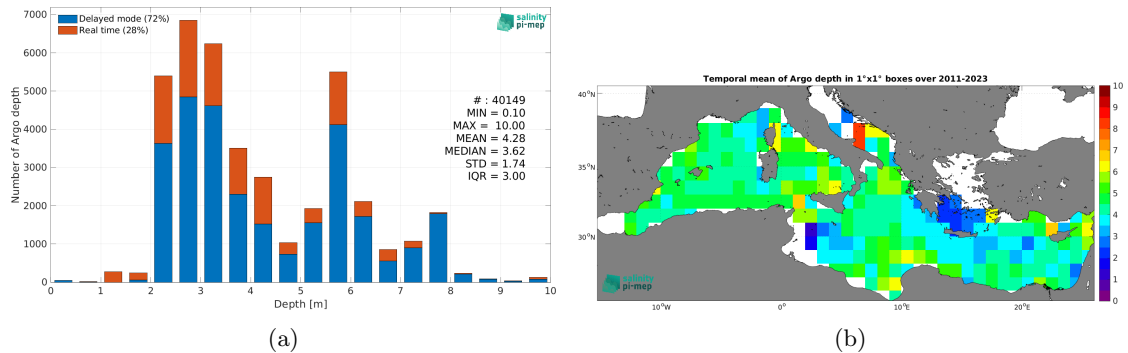 Delayed mode (72%)
Real time (28%)
salinity
pi-mep
7000
6000
5000
4000
3000
2000
1000
0
Number of Argo depth
# : 40149
MIN = 0.10
MAX = 10.00
MEAN = 4.28
MEDIAN = 3.62
STD = 1.74
IQR = 3.00
0 1 2 3 4 5 6 7 8 9 10
Depth [m]
(a)
Temporal mean of Argo depth in 1°x1° boxes over 2011-2023
40°N
35°N
30°N
10°W 0° 10°E 20°E
salinity
pi-mep
10
9
8
7
6
5
4
3
2
1
0
(b)